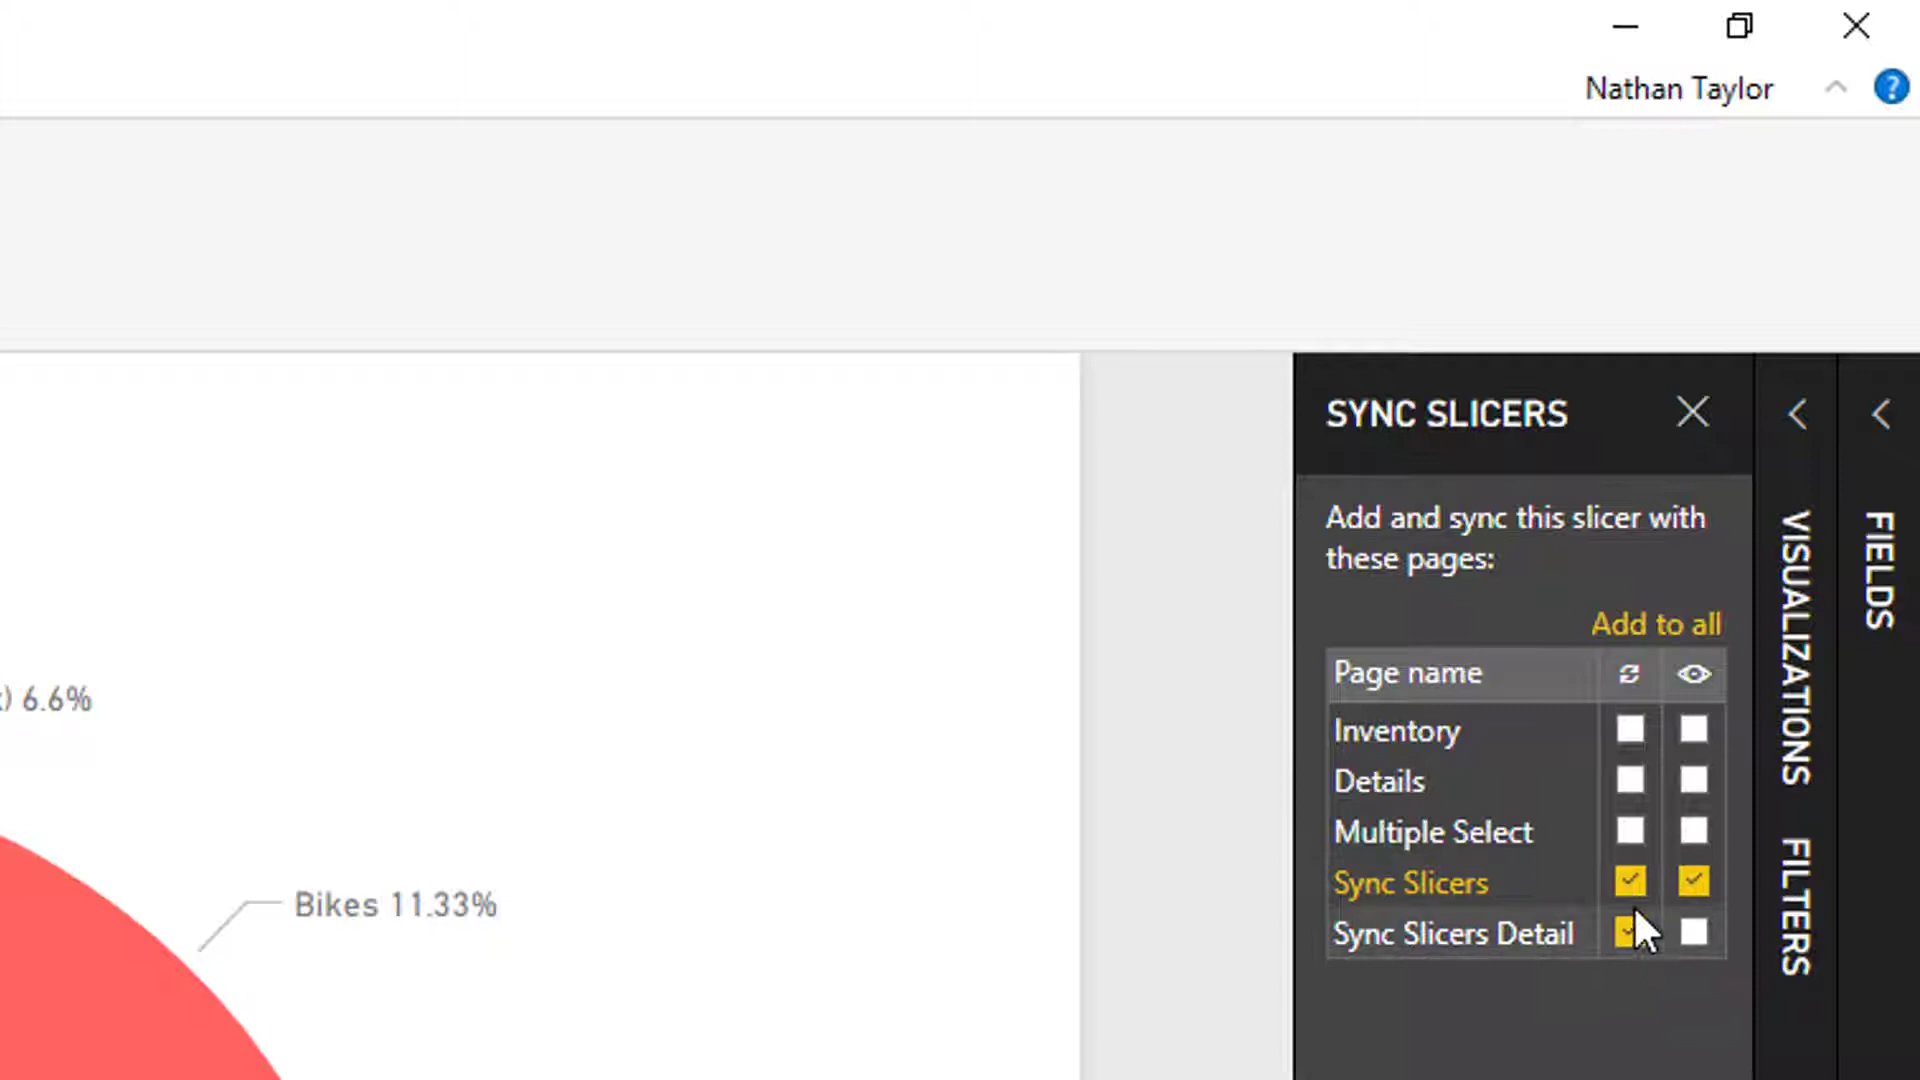 Nathan Taylor
SYNC SLICERS
Add and sync this slicer with
these pages:
Add to all
Page name
Inventory
Details
Multiple Select
Sync Slicers
Sync Slicers Detail
VISUALIZATIONS
FILTERS
FIELDS
) 6.6%
Bikes 11.33%